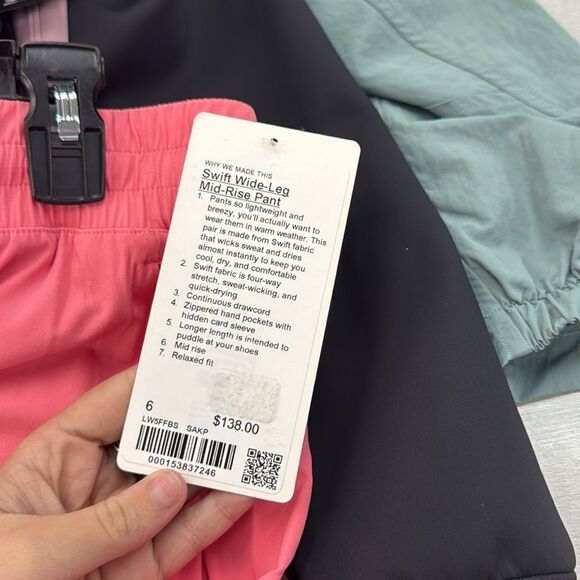 WHY WE MADE THIS
Swift Wide-Leg
Mid-Rise Pant
1. Pants so lightweight and
breezy, you'll actually want to
wear them in warm weather. This
pair is made from Swift fabric
that wicks sweat and dries
almost instantly to keep you
cool, dry, and comfortable
2. Swift fabric is four-way
stretch, sweat-wicking, and
quick-drying
3. Continuous drawcord
4. Zippered hand pockets with
hidden card sleeve
5. Longer length is intended to
puddle at your shoes
6. Mid rise
7. Relaxed fit
6
$138.00
LW5FFBS SAKP
000153837246